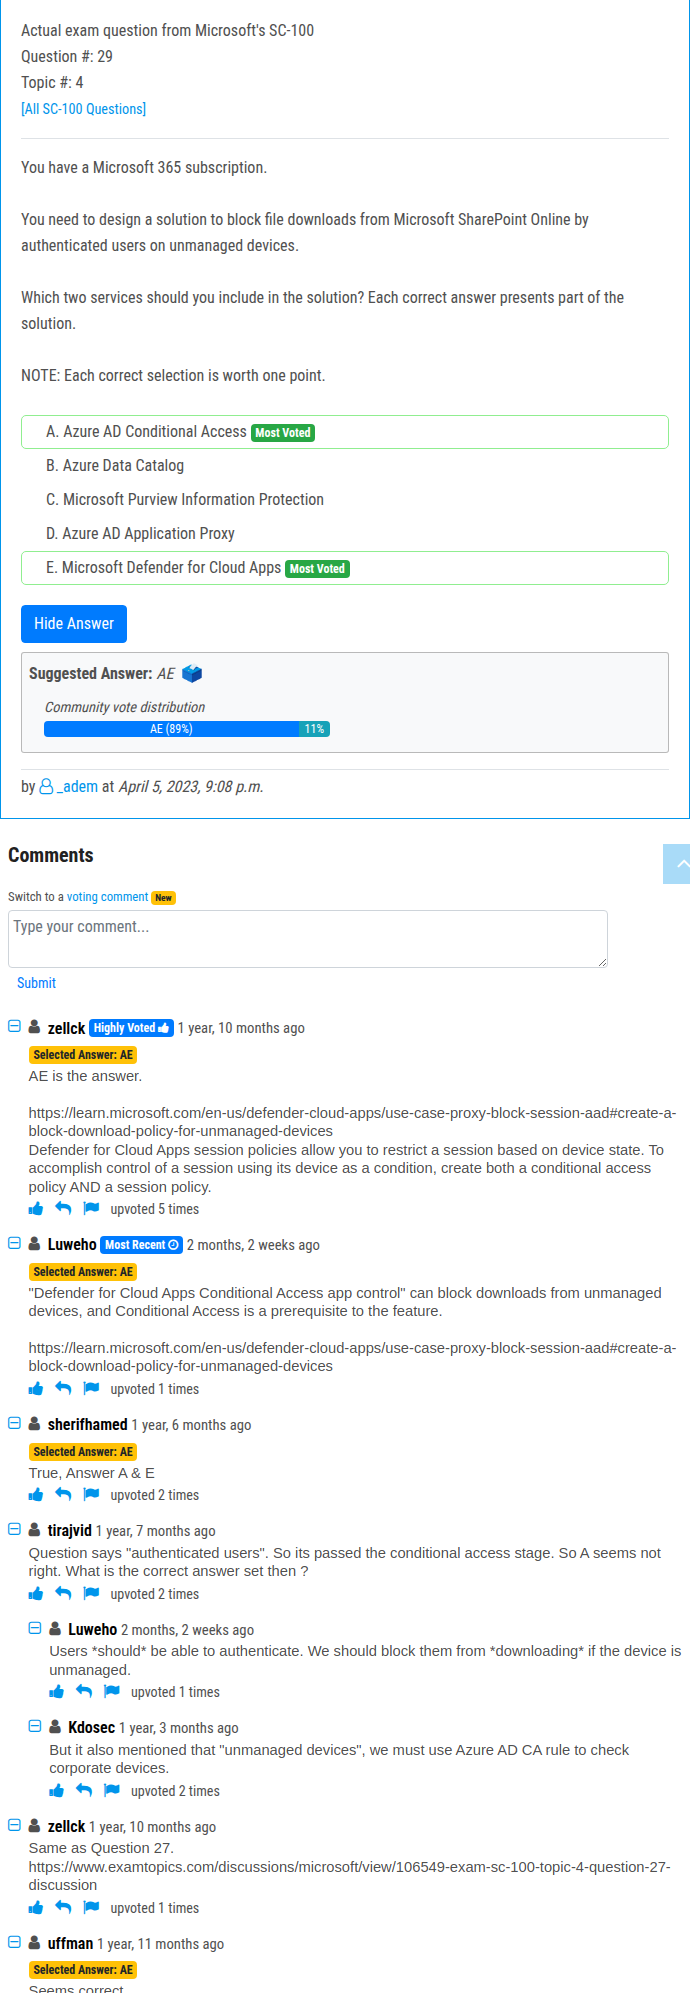 Actual exam question from Microsoft's SC-100
Question #: 29
Topic #: 4
[All SC-100 Questions]
You have a Microsoft 365 subscription.
You need to design a solution to block file downloads from Microsoft SharePoint Online by
authenticated users on unmanaged devices.
Which two services should you include in the solution? Each correct answer presents part of the
solution.
NOTE: Each correct selection is worth one point.
A. Azure AD Conditional Access Most Voted
B. Azure Data Catalog
C. Microsoft Purview Information Protection
D. Azure AD Application Proxy
E. Microsoft Defender for Cloud Apps Most Voted
Hide Answer
Suggested Answer: AE
Community vote distribution
AE (89%) 11%
by _adem at April 5, 2023, 9:08 p.m.
Comments
Switch to a voting comment New
Type your comment...
Submit
zellck Highly Voted 1 year, 10 months ago
Selected Answer: AE
AE is the answer.
https://learn.microsoft.com/en-us/defender-cloud-apps/use-case-proxy-block-session-aad#create-a-
block-download-policy-for-unmanaged-devices
Defender for Cloud Apps session policies allow you to restrict a session based on device state. To
accomplish control of a session using its device as a condition, create both a conditional access
policy AND a session policy.
upvoted 5 times
Luweho Most Recent 2 months, 2 weeks ago
Selected Answer: AE
"Defender for Cloud Apps Conditional Access app control" can block downloads from unmanaged
devices, and Conditional Access is a prerequisite to the feature.
https://learn.microsoft.com/en-us/defender-cloud-apps/use-case-proxy-block-session-aad#create-a-
block-download-policy-for-unmanaged-devices
upvoted 1 times
sherifhamed 1 year, 6 months ago
Selected Answer: AE
True, Answer A & E
upvoted 2 times
tirajvid 1 year, 7 months ago
Question says "authenticated users". So its passed the conditional access stage. So A seems not
right. What is the correct answer set then ?
upvoted 2 times
Luweho 2 months, 2 weeks ago
Users *should* be able to authenticate. We should block them from *downloading* if the device is
unmanaged.
upvoted 1 times
Kdosec 1 year, 3 months ago
But it also mentioned that "unmanaged devices", we must use Azure AD CA rule to check
corporate devices.
upvoted 2 times
zellck 1 year, 10 months ago
Same as Question 27.
https://www.examtopics.com/discussions/microsoft/view/106549-exam-sc-100-topic-4-question-27-
discussion
upvoted 1 times
uffman 1 year, 11 months ago
Selected Answer: AE
Seems correct